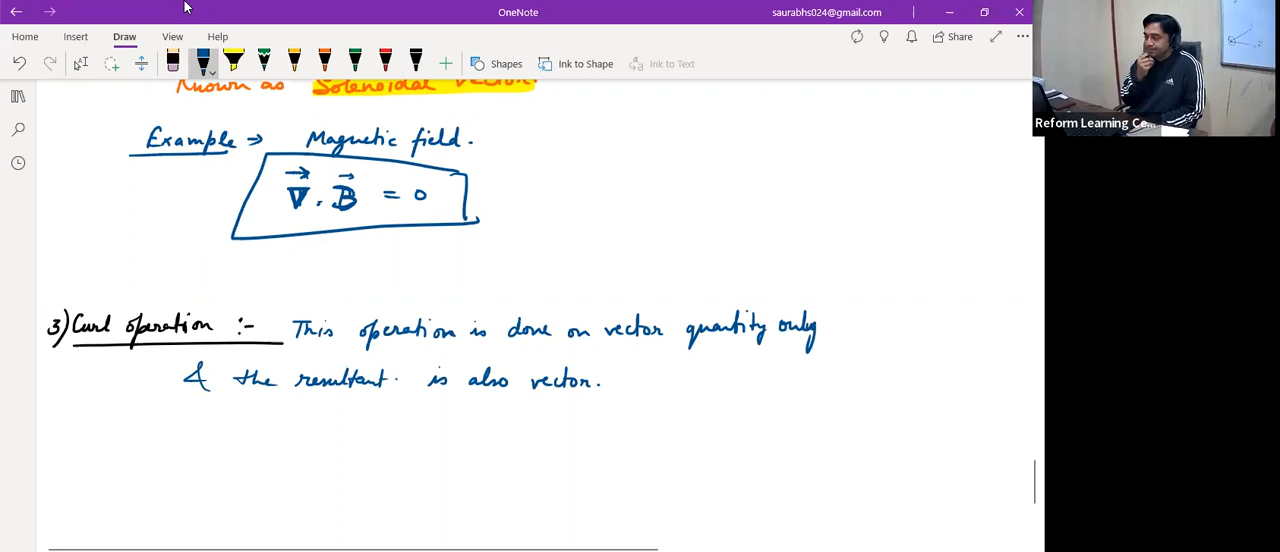 OneNote
saurabhs024@gmail.com
Home Insert Draw View Help
Share
Shapes Ink to Shape Ink to Text
Known as Solenoidal vector.
Example ⇒ Magnetic field.
∇⃗ . B⃗ = 0
3) Curl operation :- This operation is done on vector quantity only
& the resultant is also vector.
Reform Learning Ce...